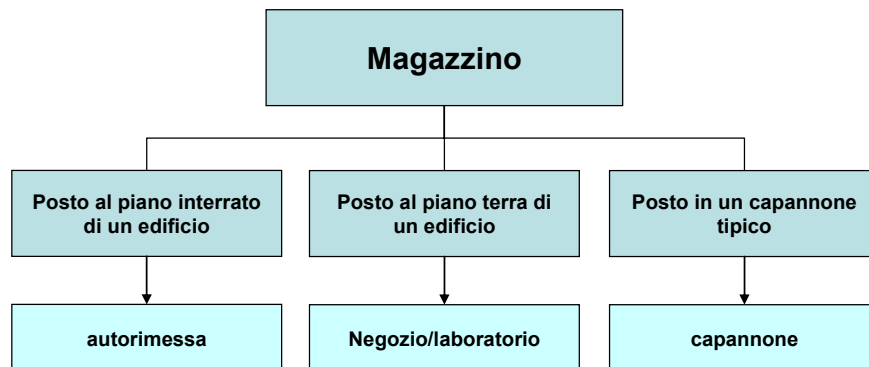 Magazzino
Posto al piano interrato
di un edificio
Posto al piano terra di
un edificio
Posto in un capannone
tipico
autorimessa
Negozio/laboratorio
capannone